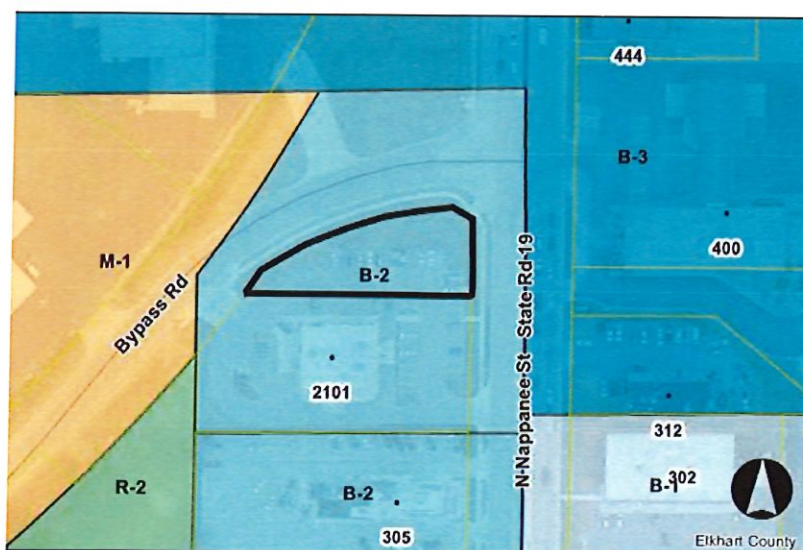 444
B-3
400
M-1
Bypass Rd
B-2
N-Nappanee-St—State-Rd-19
2101
312
302
B-1
R-2
B-2
305
Elkhart County